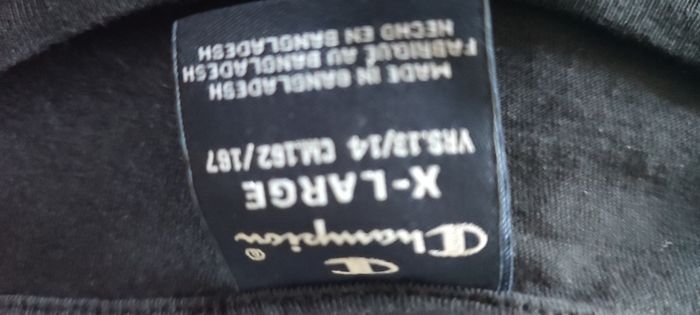 Champion®
X-LARGE
YRS.13/14 CM.162/167
MADE IN BANGLADESH
FABRIQUÉ AU BANGLADESH
HECHO EN BANGLADESH